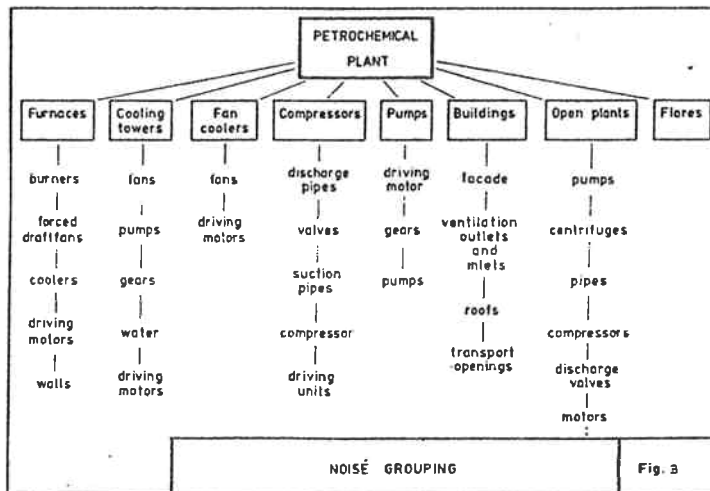 PETROCHEMICAL
PLANT
Furnaces
burners
forced
draftfans
coolers
driving
motors
walls
Cooling
towers
fans
pumps
gears
water
driving
motors
Fan
coolers
fans
driving
motors
Compressors
discharge
pipes
valves
suction
pipes
compressor
driving
units
Pumps
driving
motor
gears
pumps
Buildings
facade
ventilation
outlets
and
mlets
roofs
transport
openings
Open plants
pumps
centrifuges
pipes
compressors
discharge
valves
motors
Flares
NOISÉ GROUPING
Fig. 3